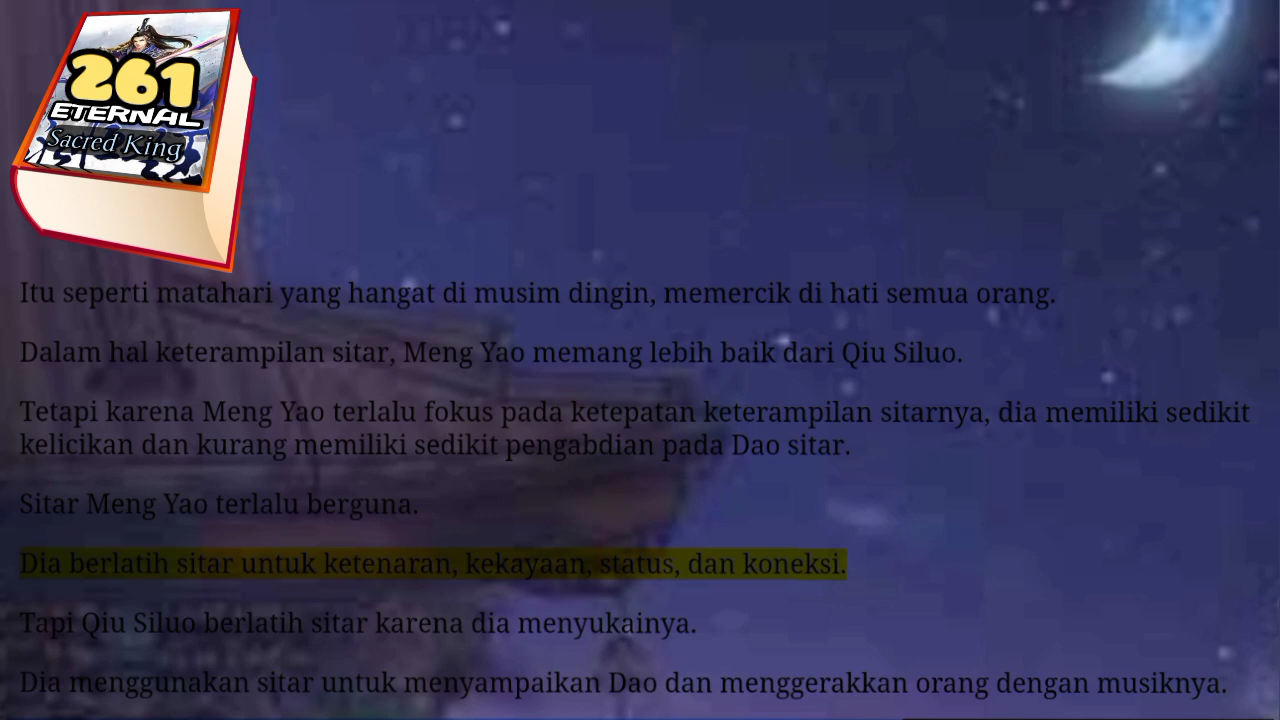 261
ETERNAL
Sacred King
Itu seperti matahari yang hangat di musim dingin, memercik di hati semua orang.
Dalam hal keterampilan sitar, Meng Yao memang lebih baik dari Qiu Siluo.
Tetapi karena Meng Yao terlalu fokus pada ketepatan keterampilan sitarnya, dia memiliki sedikit
kelicikan dan kurang memiliki sedikit pengabdian pada Dao sitar.
Sitar Meng Yao terlalu berguna.
Dia berlatih sitar untuk ketenaran, kekayaan, status, dan koneksi.
Tapi Qiu Siluo berlatih sitar karena dia menyukainya.
Dia menggunakan sitar untuk menyampaikan Dao dan menggerakkan orang dengan musiknya.